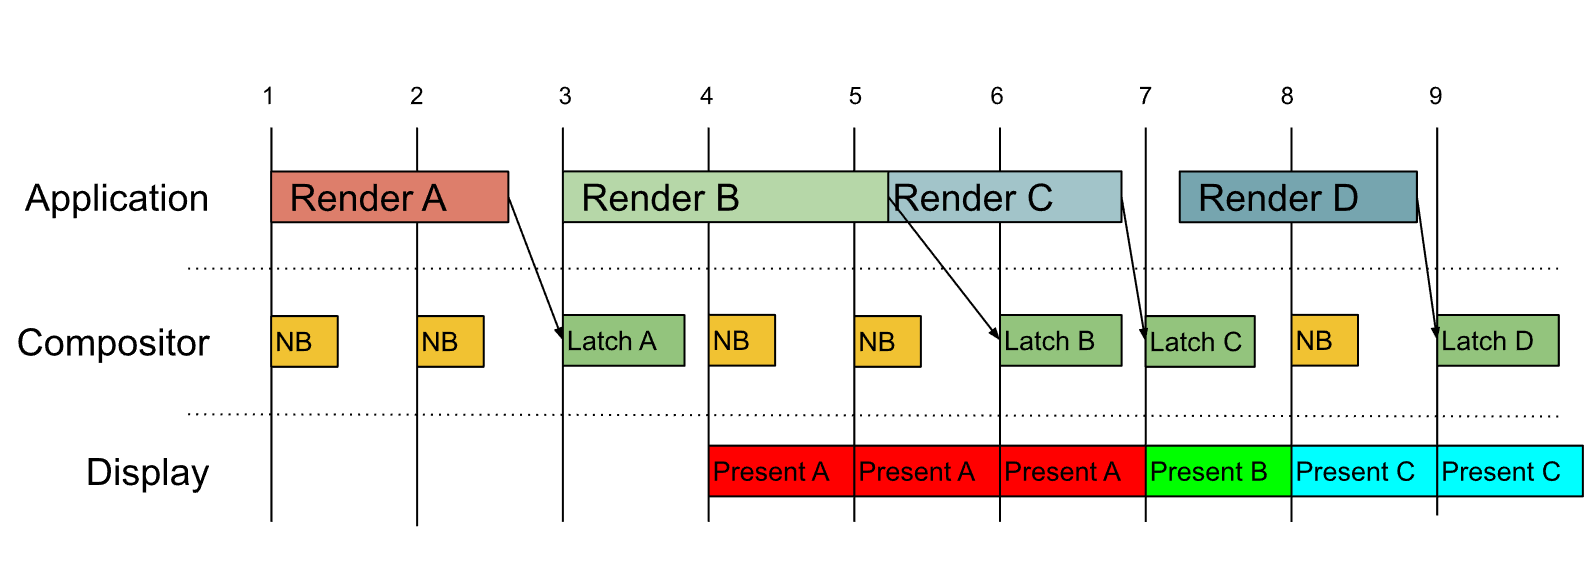 1 2 3 4 5 6 7 8 9
Application Render A Render B Render C Render D
Compositor NB NB Latch A NB NB Latch B Latch C NB Latch D
Display Present A Present A Present A Present B Present C Present C